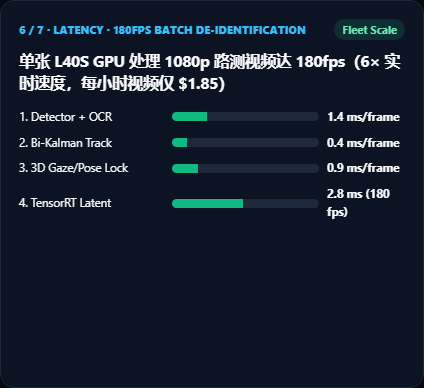 6 / 7 · LATENCY · 180FPS BATCH DE-IDENTIFICATION
Fleet Scale
单张 L40S GPU 处理 1080p 路测视频达 180fps（6× 实
时速度，每小时视频仅 $1.85）
1. Detector + OCR 1.4 ms/frame
2. Bi-Kalman Track 0.4 ms/frame
3. 3D Gaze/Pose Lock 0.9 ms/frame
4. TensorRT Latent 2.8 ms (180
fps)